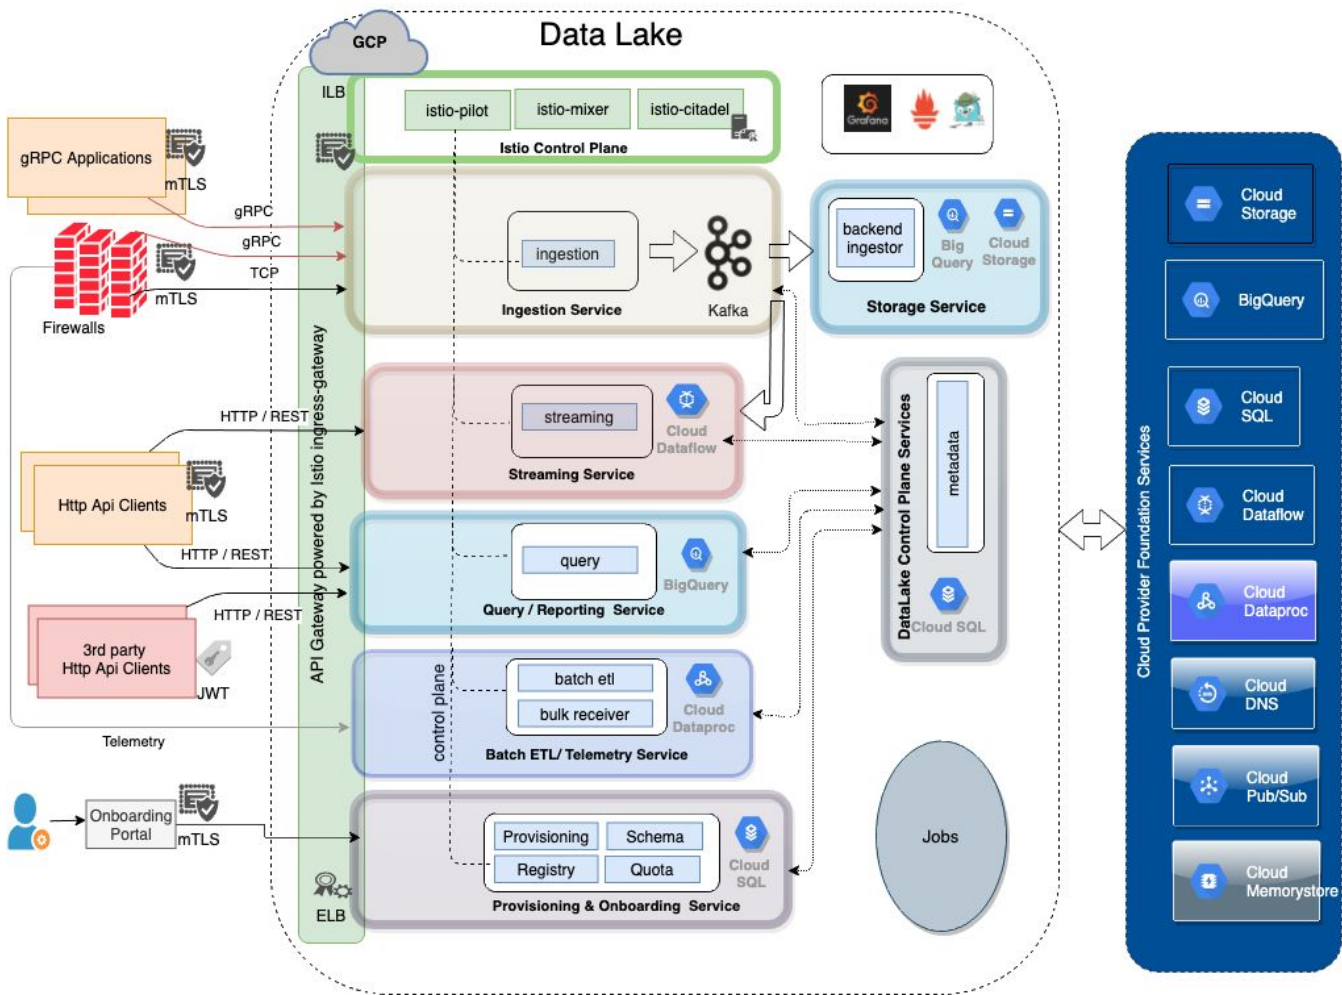 Data Lake
GCP
ILB
istio-pilot
istio-mixer
istio-citadel
Istio Control Plane
Grafana
gRPC Applications
mTLS
gRPC
gRPC
TCP
mTLS
Firewalls
ingestion
Ingestion Service
Kafka
backend
ingestor
Big
Query
Cloud
Storage
Storage Service
API Gateway powered by Istio ingress-gateway
HTTP / REST
streaming
Cloud
Dataflow
Streaming Service
Http Api Clients
mTLS
HTTP / REST
query
BigQuery
Query / Reporting Service
HTTP / REST
3rd party
Http Api Clients
JWT
control plane
batch etl
bulk receiver
Cloud
Dataproc
Batch ETL/ Telemetry Service
Telemetry
Onboarding
Portal
mTLS
Provisioning
Schema
Registry
Quota
Cloud
SQL
Provisioning & Onboarding Service
ELB
metadata
Cloud SQL
DataLake Control Plane Services
Jobs
Cloud Provider Foundation Services
Cloud
Storage
BigQuery
Cloud
SQL
Cloud
Dataflow
Cloud
Dataproc
Cloud
DNS
Cloud
Pub/Sub
Cloud
Memorystore